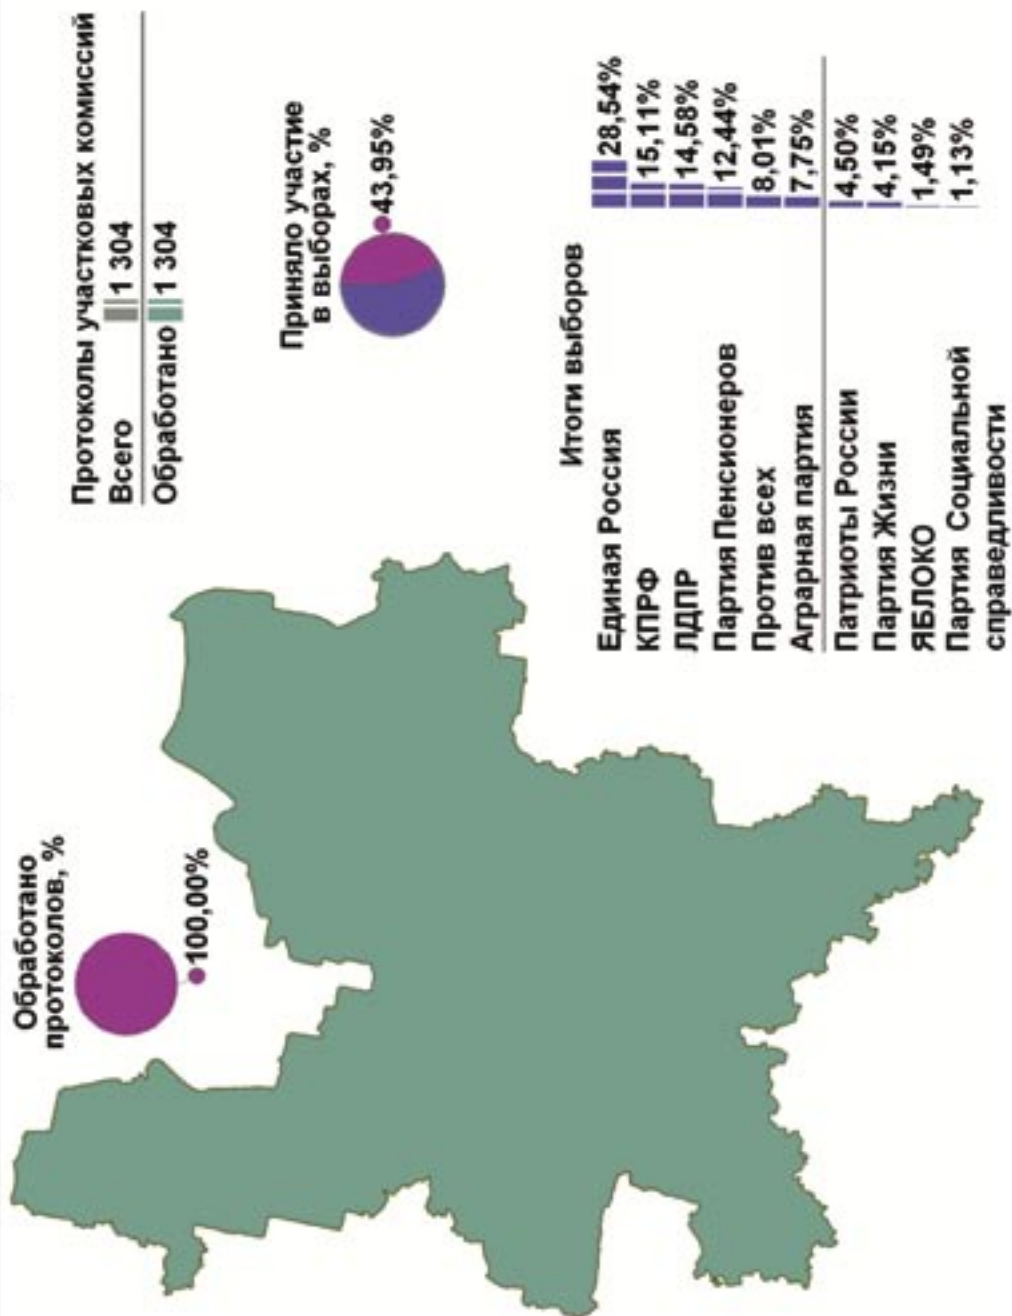 Обработано
протоколов, %
100,00%
Протоколы участковых комиссий
Всего 1 304
Обработано 1 304
Приняло участие
в выборах, %
43,95%
Итоги выборов
Единая Россия 28,54%
КПРФ 15,11%
ЛДПР 14,58%
Партия Пенсионеров 12,44%
Против всех 8,01%
Аграрная партия 7,75%
Патриоты России 4,50%
Партия Жизни 4,15%
ЯБЛОКО 1,49%
Партия Социальной 1,13%
справедливости